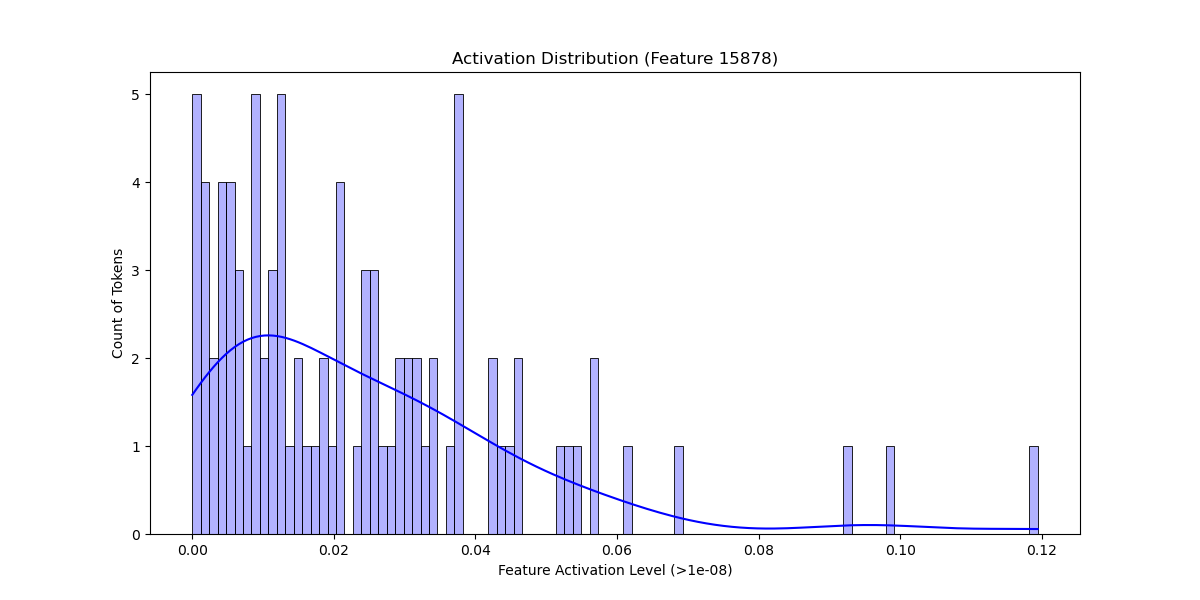 Activation Distribution (Feature 15878)
Count of Tokens
5
4
3
2
1
0
0.00 0.02 0.04 0.06 0.08 0.10 0.12
Feature Activation Level (>1e-08)